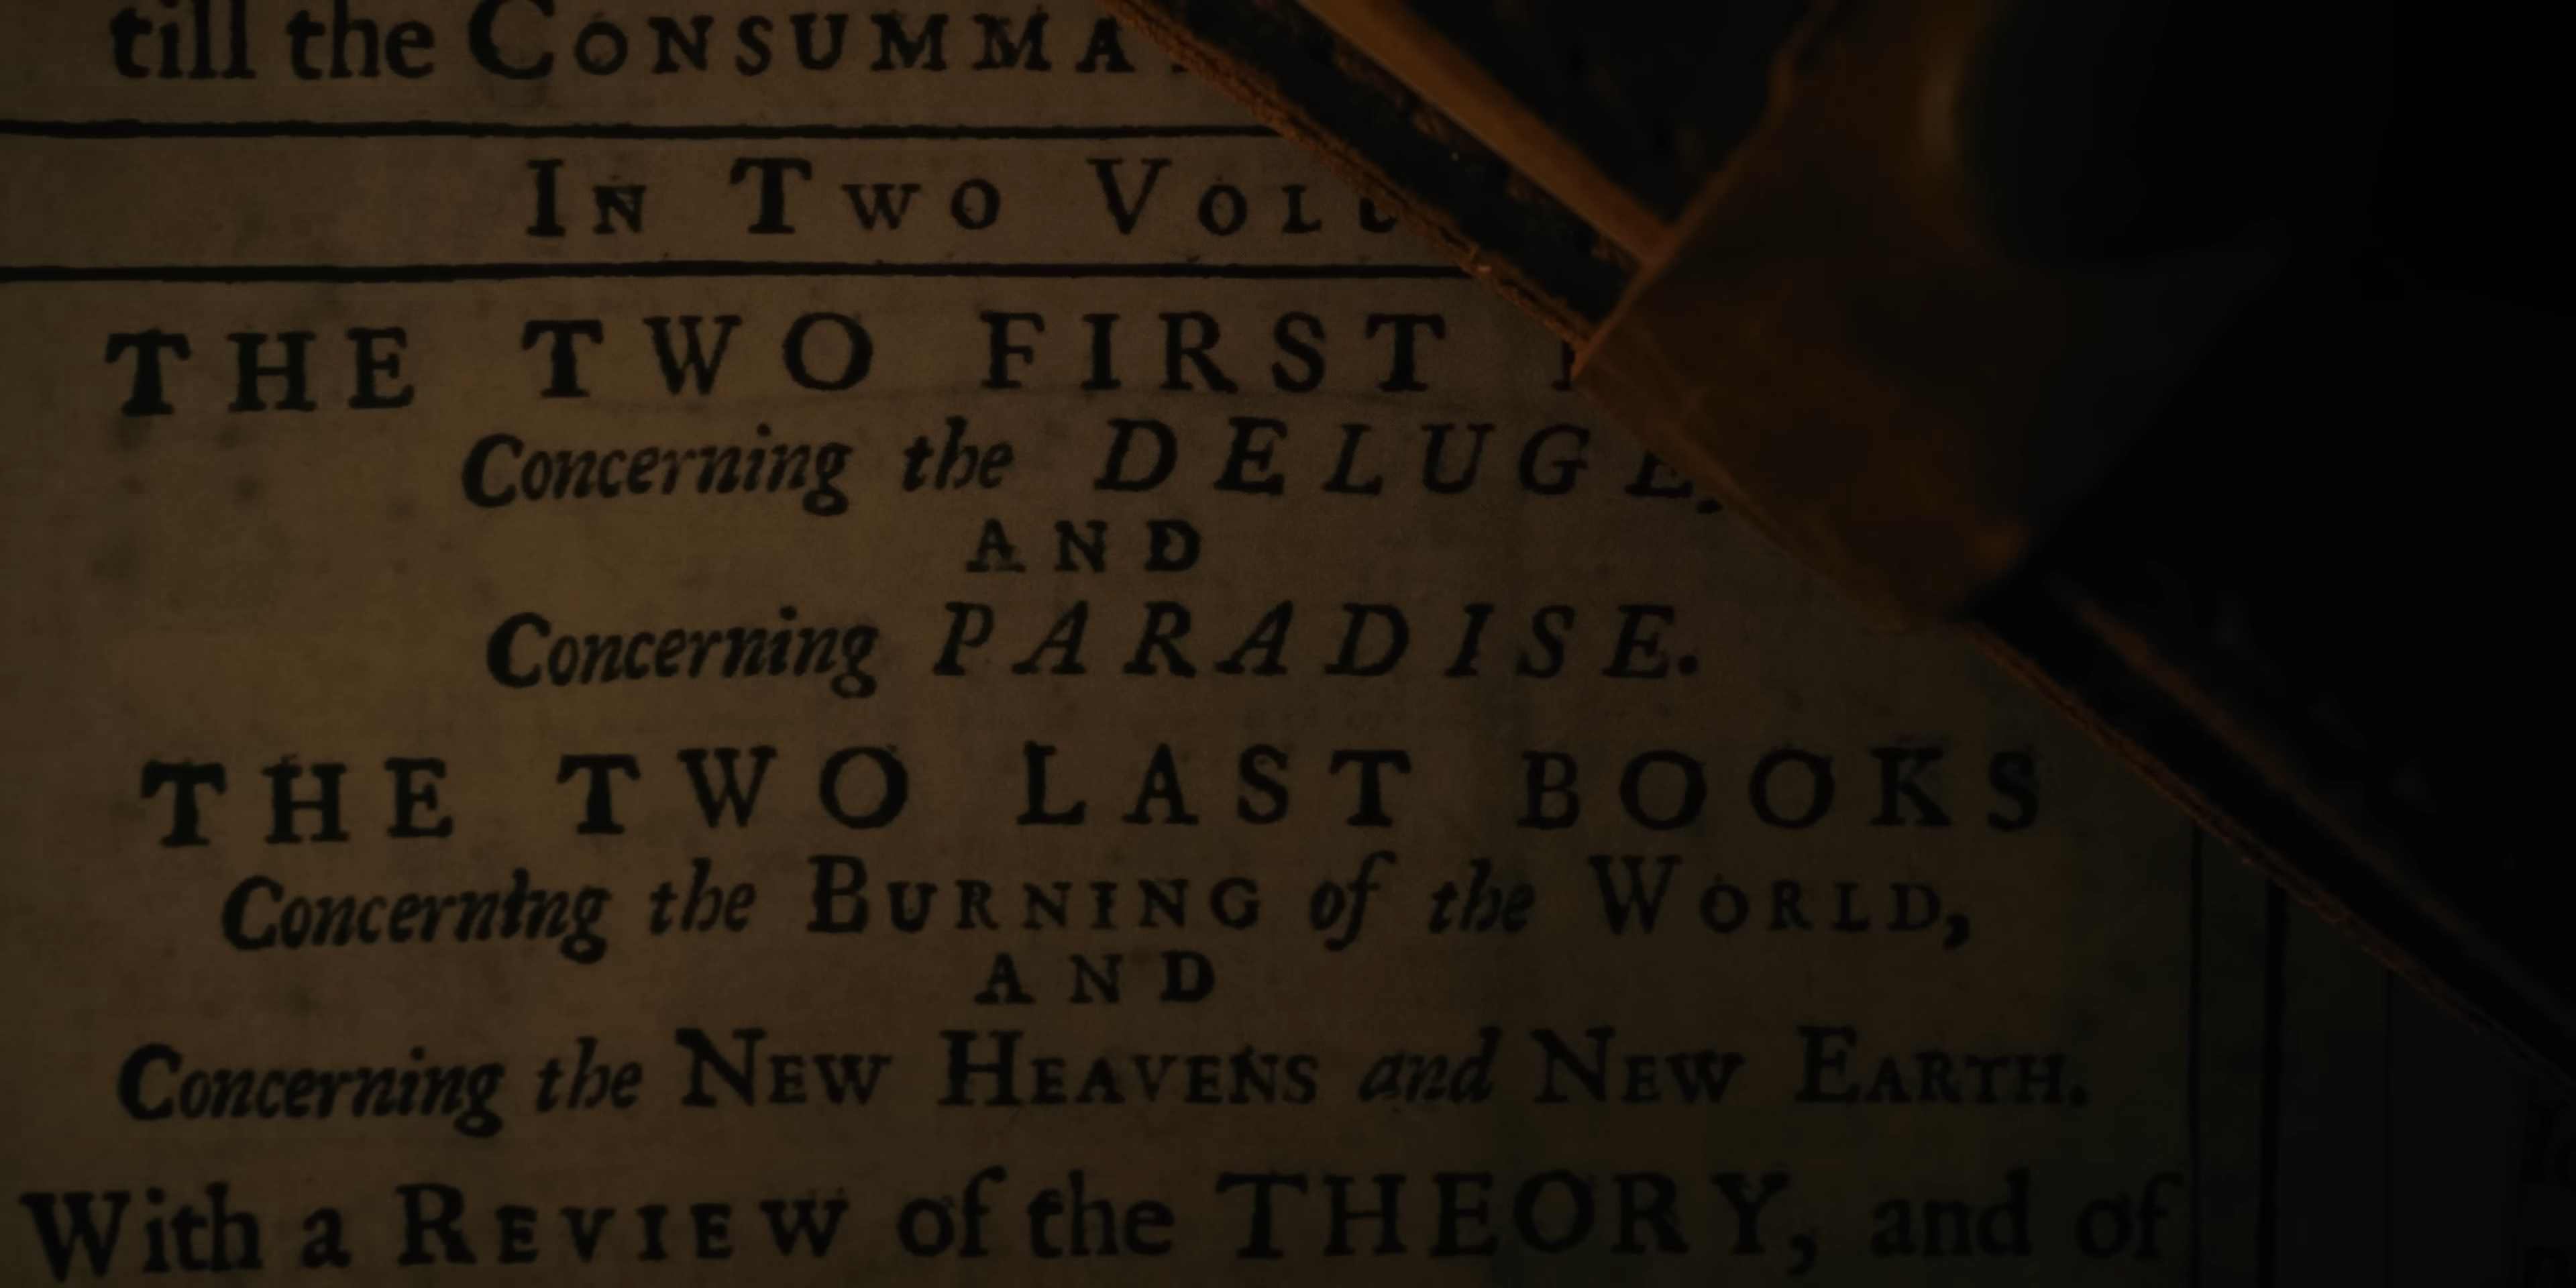 till the CONSUMMA
IN TWO VOLU
THE TWO FIRST
Concerning the DELUGE,
AND
Concerning PARADISE.
THE TWO LAST BOOKS
Concerning the BURNING of the WORLD,
AND
Concerning the NEW HEAVENS and NEW EARTH.
With a REVIEW of the THEORY, and of